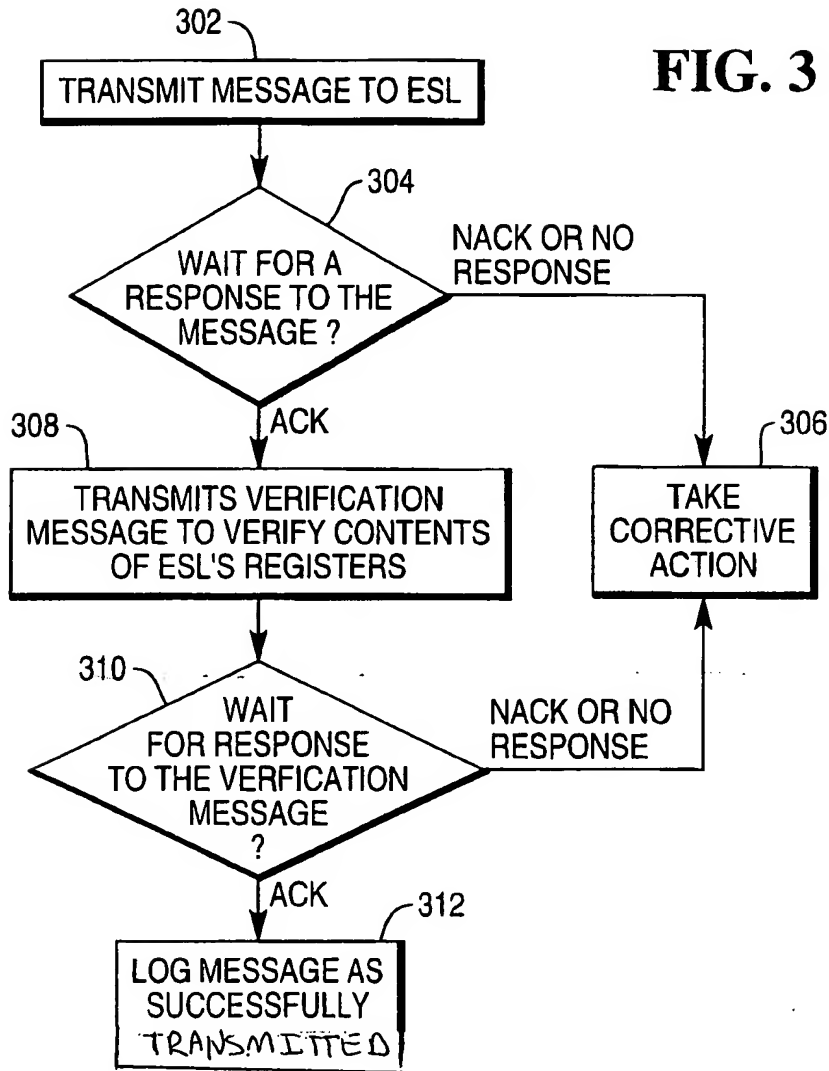 302
FIG. 3
TRANSMIT MESSAGE TO ESL
304
NACK OR NO
RESPONSE
WAIT FOR A
RESPONSE TO THE
MESSAGE ?
ACK
308
306
TRANSMITS VERIFICATION
MESSAGE TO VERIFY CONTENTS
OF ESL'S REGISTERS
TAKE
CORRECTIVE
ACTION
310
NACK OR NO
RESPONSE
WAIT
FOR RESPONSE
TO THE VERFICATION
MESSAGE
?
ACK
312
LOG MESSAGE AS
SUCCESSFULLY
TRANSMITTED